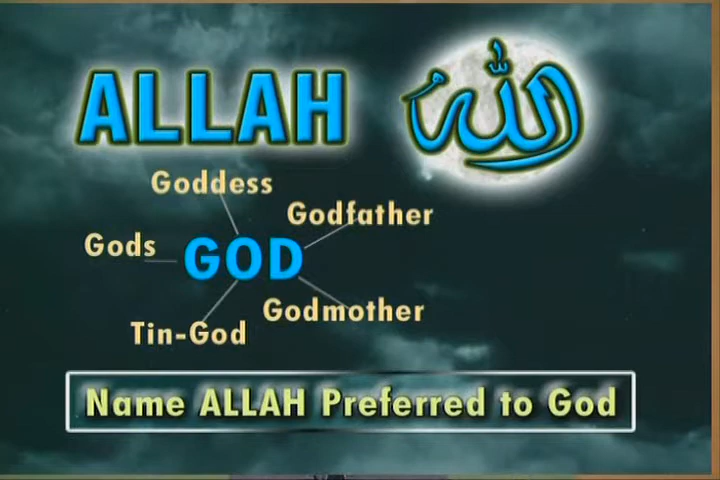 ALLAH
الله
Goddess
Godfather
Gods
GOD
Godmother
Tin-God
Name ALLAH Preferred to God